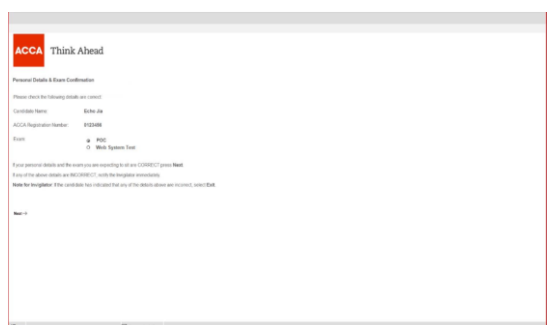 ACCA Think Ahead
Personal Details & Exam Confirmation
Please check the following details are correct:
Candidate Name: Echo Jia
ACCA Registration Number: 0123456
Exam: POC
Web System Test
If your personal details and the exam you are expecting to sit are CORRECT press Next.
If any of the above details are INCORRECT, notify the Invigilator immediately.
Note for Invigilator: If the candidate has indicated that any of the details above are incorrect, select Exit